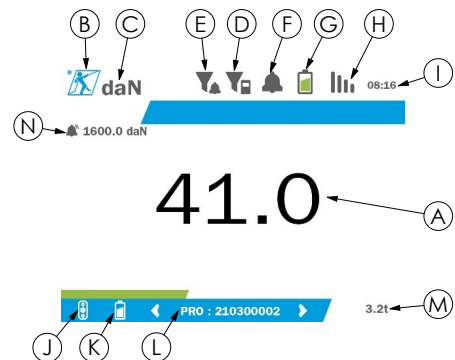 B C E D F G H
daN 08:16 I
N 1600.0 daN
41.0 A
PRO : 210300002 3.2t M
J K L